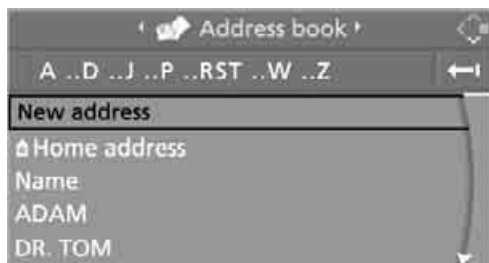 Address book
A ..D ..J ..P ..RST ..W ..Z
New address
Home address
Name
ADAM
DR. TOM